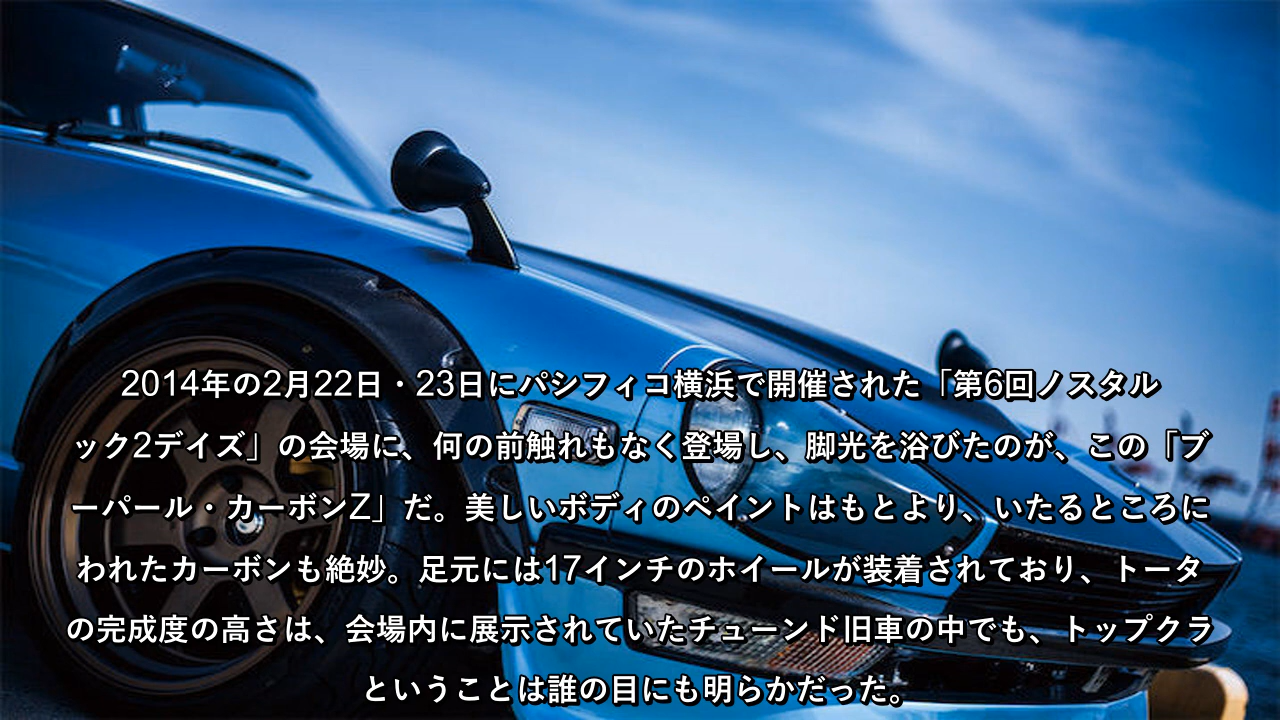 2014年の2月22日・23日にパシフィコ横浜で開催された「第6回ノスタル
ック2デイズ」の会場に、何の前触れもなく登場し、脚光を浴びたのが、この「ブ
ーパール・カーボンZ」だ。美しいボディのペイントはもとより、いたるところに
われたカーボンも絶妙。足元には17インチのホイールが装着されており、トータ
の完成度の高さは、会場内に展示されていたチューンド旧車の中でも、トップクラ
ということは誰の目にも明らかだった。